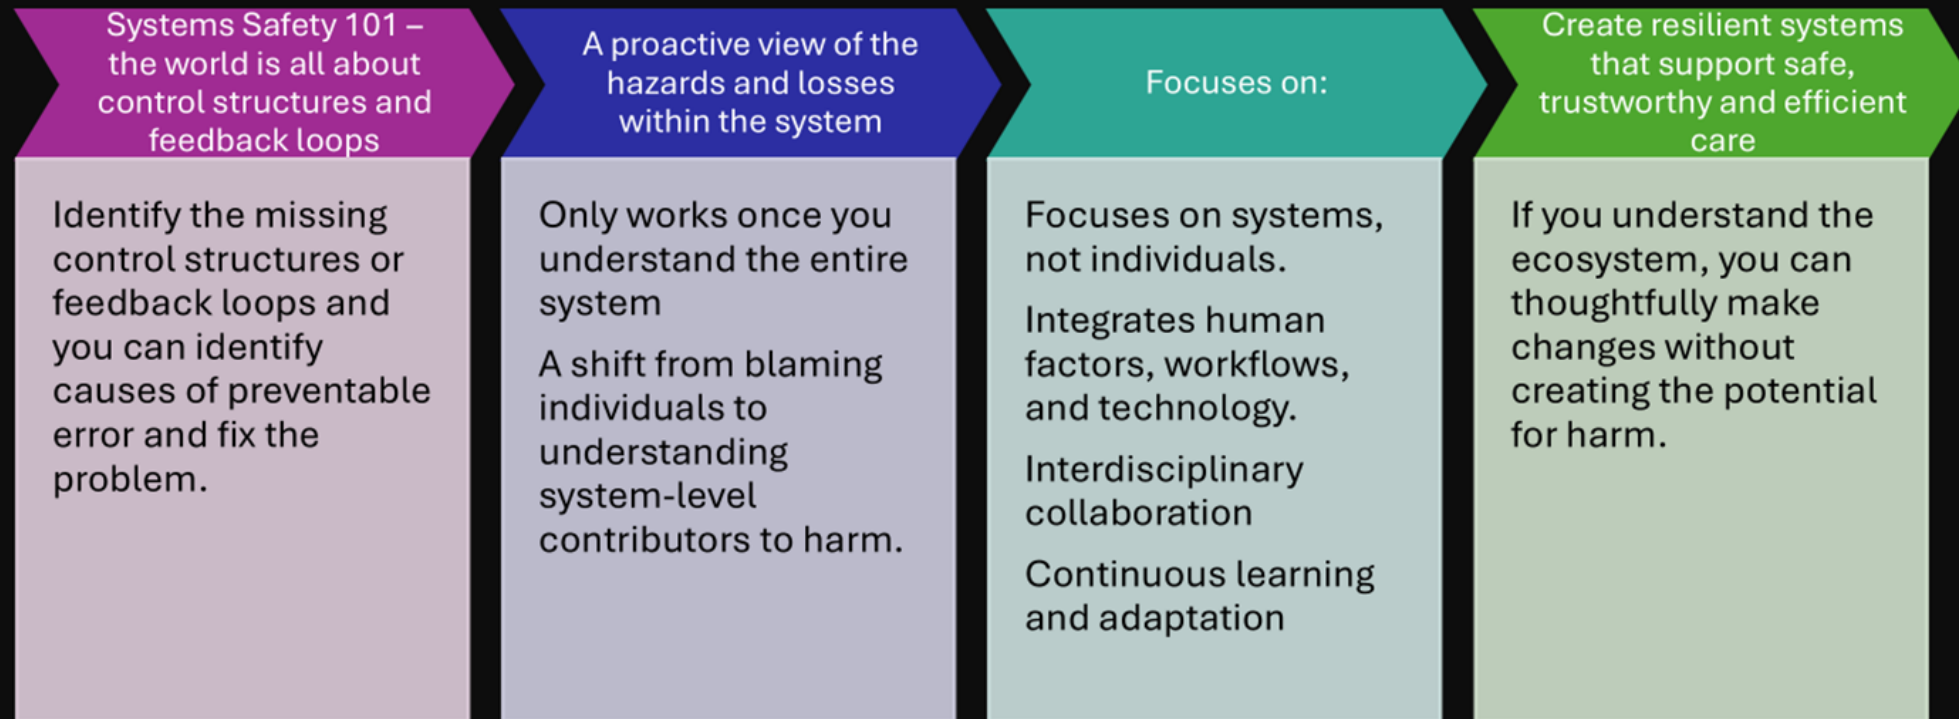 Systems Safety 101 –
the world is all about
control structures and
feedback loops
Identify the missing
control structures or
feedback loops and
you can identify
causes of preventable
error and fix the
problem.
A proactive view of the
hazards and losses
within the system
Only works once you
understand the entire
system
A shift from blaming
individuals to
understanding
system-level
contributors to harm.
Focuses on:
Focuses on systems,
not individuals.
Integrates human
factors, workflows,
and technology.
Interdisciplinary
collaboration
Continuous learning
and adaptation
Create resilient systems
that support safe,
trustworthy and efficient
care
If you understand the
ecosystem, you can
thoughtfully make
changes without
creating the potential
for harm.